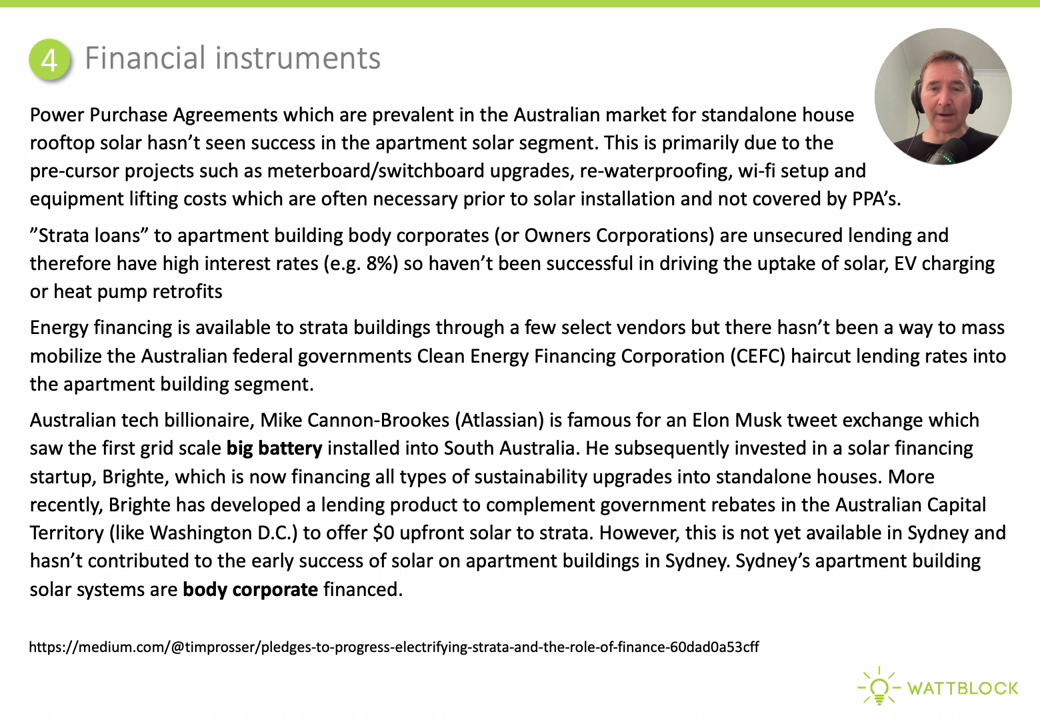 4 Financial instruments
Power Purchase Agreements which are prevalent in the Australian market for standalone house
rooftop solar hasn’t seen success in the apartment solar segment. This is primarily due to the
pre-cursor projects such as meterboard/switchboard upgrades, re-waterproofing, wi-fi setup and
equipment lifting costs which are often necessary prior to solar installation and not covered by PPA’s.
”Strata loans” to apartment building body corporates (or Owners Corporations) are unsecured lending and
therefore have high interest rates (e.g. 8%) so haven’t been successful in driving the uptake of solar, EV charging
or heat pump retrofits
Energy financing is available to strata buildings through a few select vendors but there hasn’t been a way to mass
mobilize the Australian federal governments Clean Energy Financing Corporation (CEFC) haircut lending rates into
the apartment building segment.
Australian tech billionaire, Mike Cannon-Brookes (Atlassian) is famous for an Elon Musk tweet exchange which
saw the first grid scale big battery installed into South Australia. He subsequently invested in a solar financing
startup, Brighte, which is now financing all types of sustainability upgrades into standalone houses. More
recently, Brighte has developed a lending product to complement government rebates in the Australian Capital
Territory (like Washington D.C.) to offer $0 upfront solar to strata. However, this is not yet available in Sydney and
hasn’t contributed to the early success of solar on apartment buildings in Sydney. Sydney’s apartment building
solar systems are body corporate financed.
https://medium.com/@timprosser/pledges-to-progress-electrifying-strata-and-the-role-of-finance-60dad0a53cff
WATTBLOCK